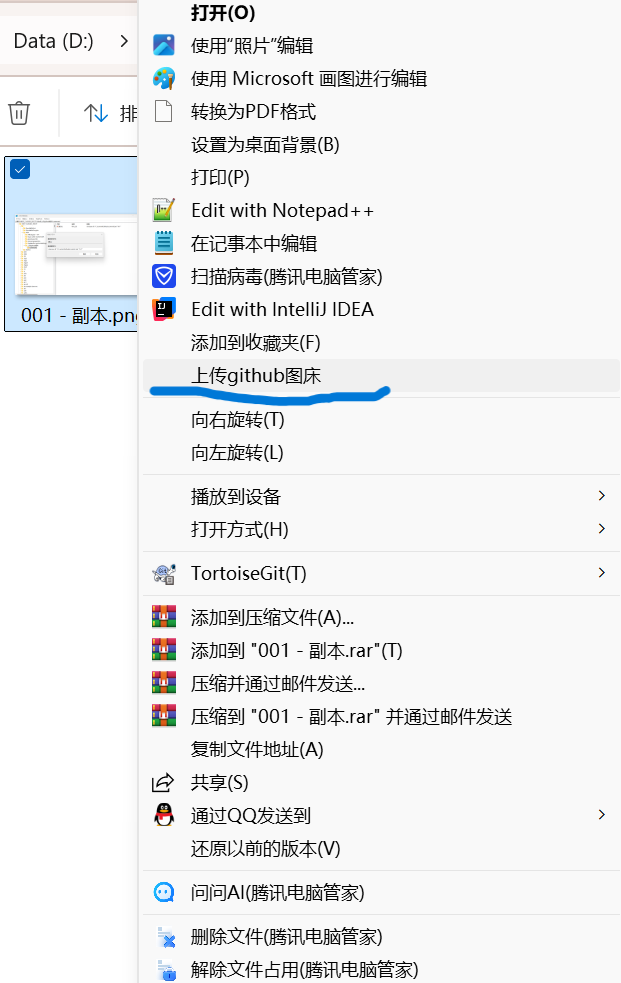 Data (D:)
排
001 - 副本.png
打开(O)
使用“照片”编辑
使用 Microsoft 画图进行编辑
转换为PDF格式
设置为桌面背景(B)
打印(P)
Edit with Notepad++
在记事本中编辑
扫描病毒(腾讯电脑管家)
Edit with IntelliJ IDEA
添加到收藏夹(F)
上传github图床
向右旋转(T)
向左旋转(L)
播放到设备
打开方式(H)
TortoiseGit(T)
添加到压缩文件(A)...
添加到 "001 - 副本.rar"(T)
压缩并通过邮件发送...
压缩到 "001 - 副本.rar" 并通过邮件发送
复制文件地址(A)
共享(S)
通过QQ发送到
还原以前的版本(V)
问问AI(腾讯电脑管家)
删除文件(腾讯电脑管家)
解除文件占用(腾讯电脑管家)